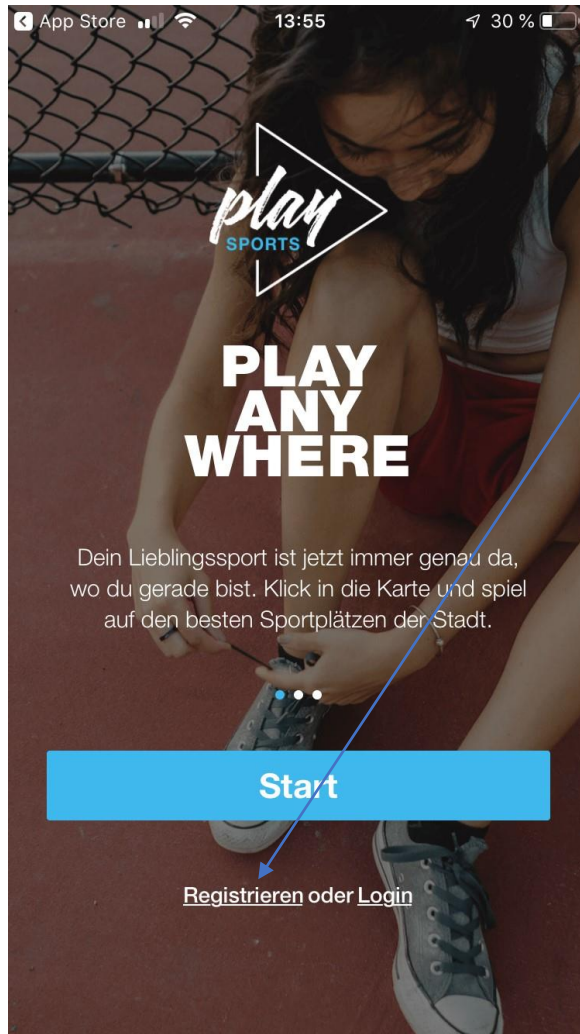 App Store
13:55
30 %
play
SPORTS
PLAY
ANY
WHERE
Dein Lieblingssport ist jetzt immer genau da,
wo du gerade bist. Klick in die Karte und spiel
auf den besten Sportplätzen der Stadt.
Start
Registrieren oder Login